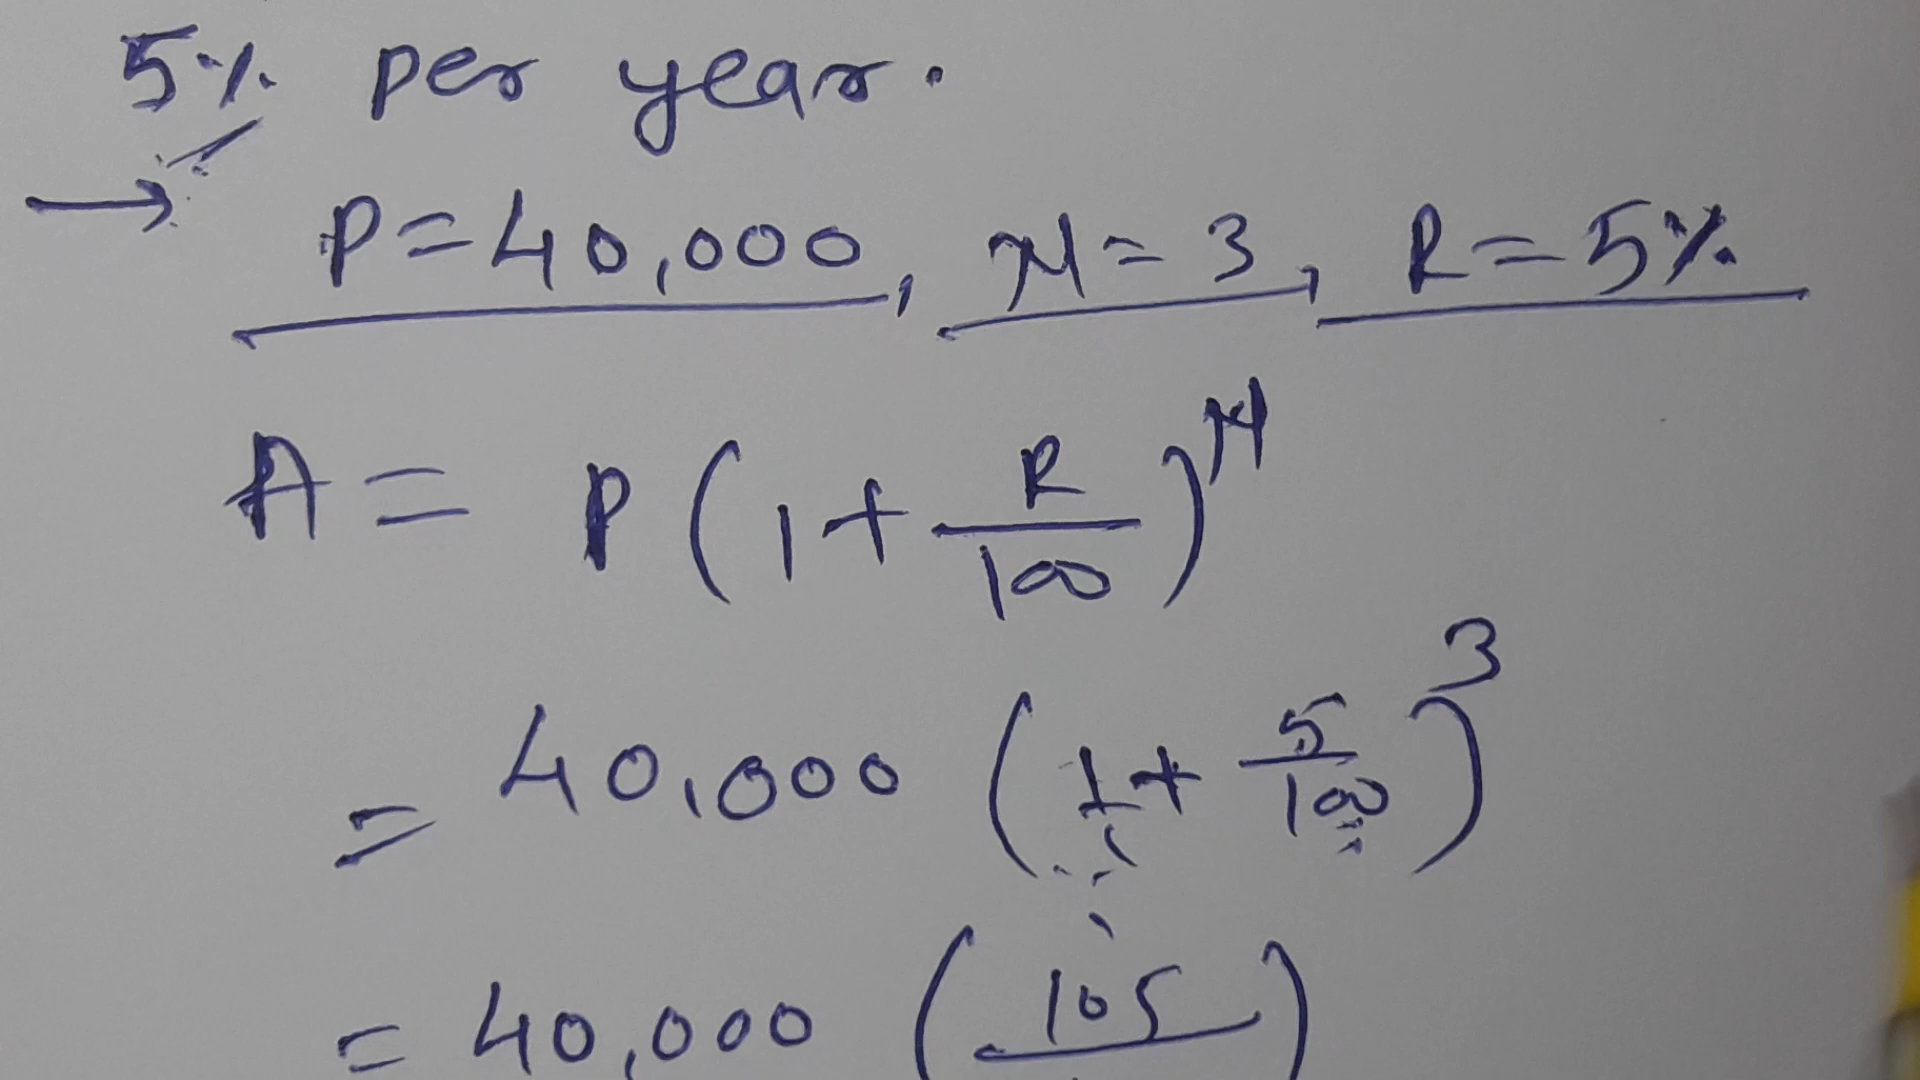 5% per year.
→ P=40,000, N=3, R=5%
A= P(1+R/100)^N
= 40,000 (1+5/100)^3
= 40,000 (105